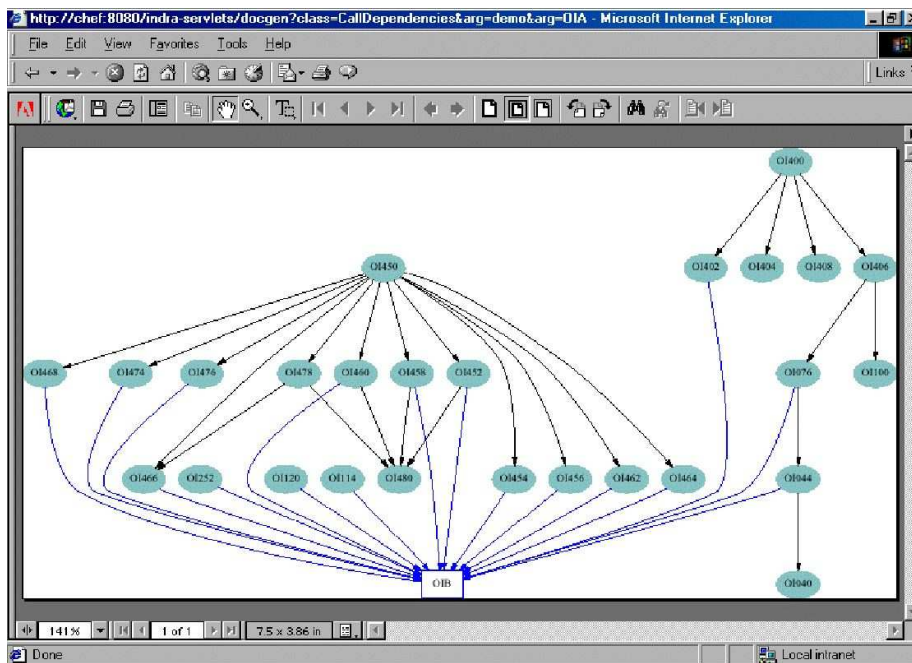 http://chef:8080/indra-servlets/docgen?class=CallDependencies&arg=demo&arg=OIA - Microsoft Internet Explorer
File Edit View Favorites Tools Help
Links
OI400
OI450 OI402 OI404 OI408 OI406
OI468 OI474 OI476 OI478 OI460 OI458 OI452 OI076 OI100
OI466 OI252 OI120 OI114 OI480 OI454 OI456 OI462 OI464 OI044
OIB OI040
141% 1 of 1 7.5 x 3.86 in
Done Local intranet